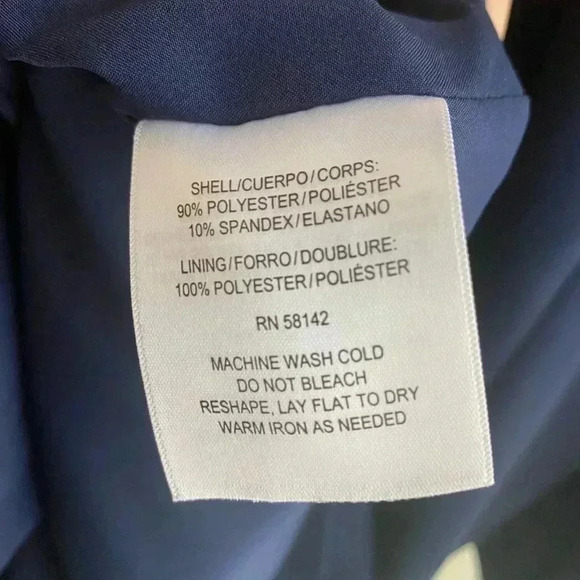 SHELL/CUERPO/CORPS:
90% POLYESTER/POLIÉSTER
10% SPANDEX/ELASTANO
LINING/FORRO/DOUBLURE:
100% POLYESTER/POLIÉSTER
RN 58142
MACHINE WASH COLD
DO NOT BLEACH
RESHAPE, LAY FLAT TO DRY
WARM IRON AS NEEDED